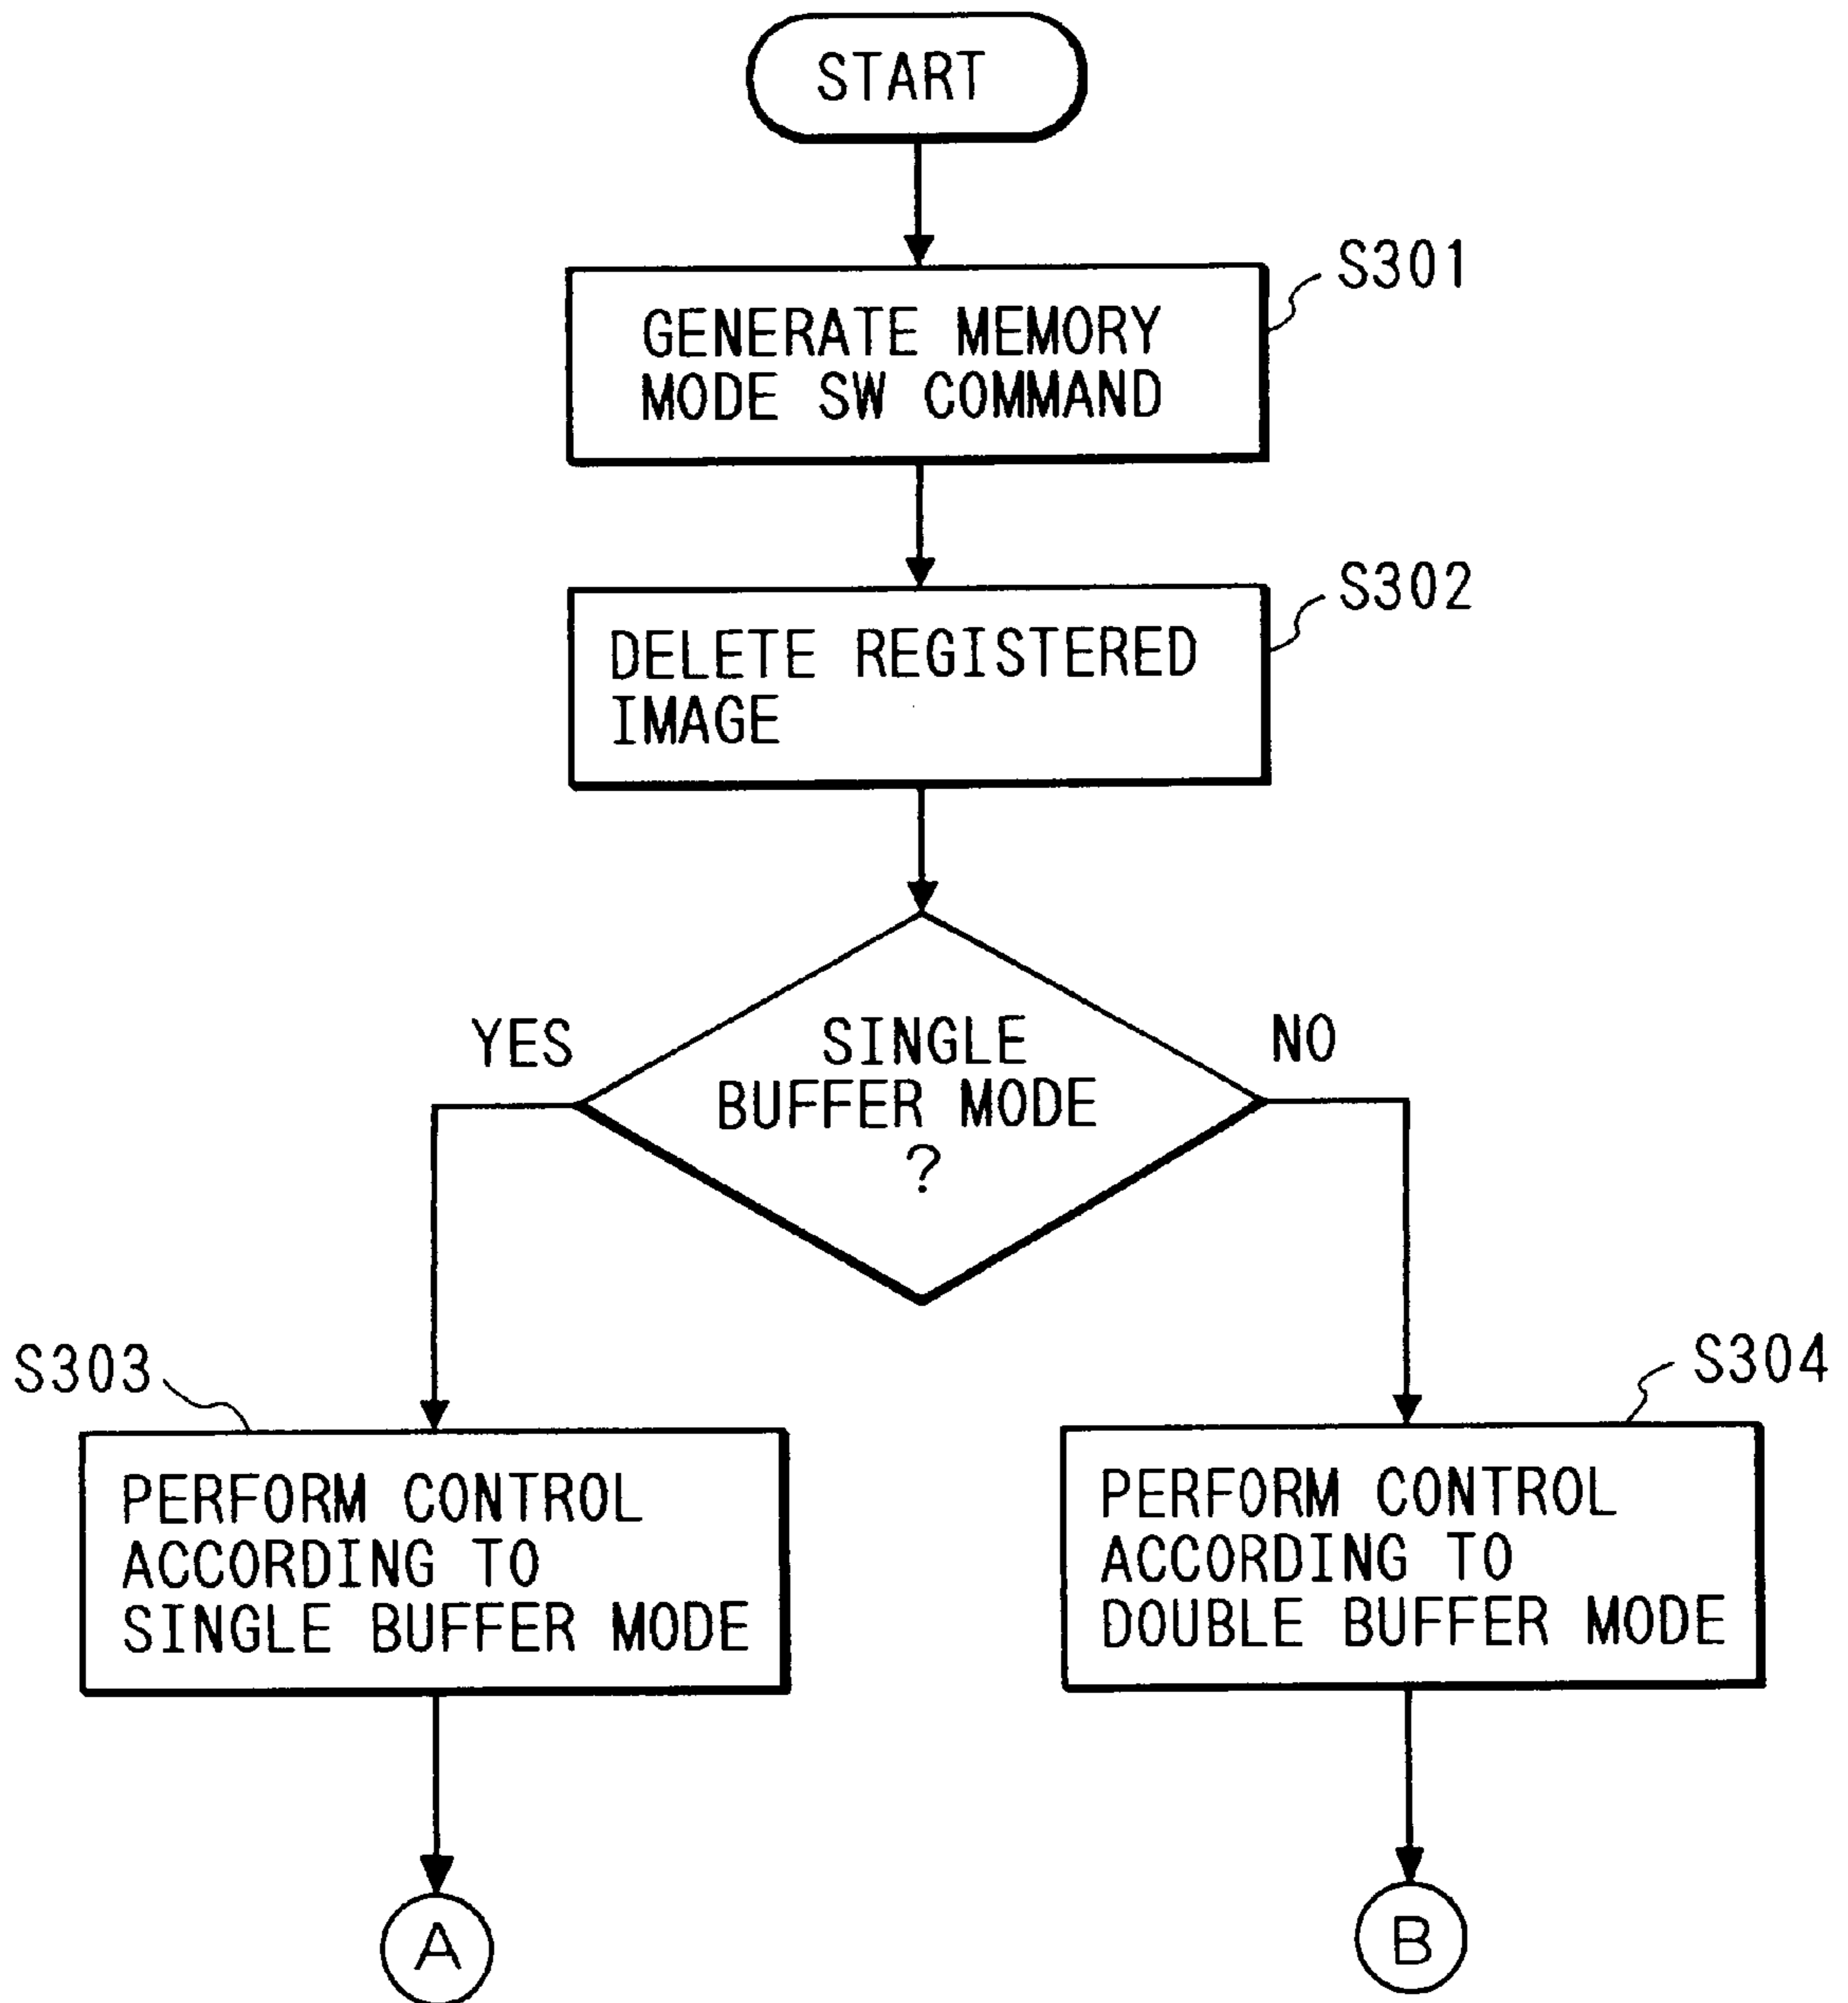 START
S301
GENERATE MEMORY
MODE SW COMMAND
S302
DELETE REGISTERED
IMAGE
YES
SINGLE
BUFFER MODE
?
NO
S303
PERFORM CONTROL
ACCORDING TO
SINGLE BUFFER MODE
S304
PERFORM CONTROL
ACCORDING TO
DOUBLE BUFFER MODE
A
B